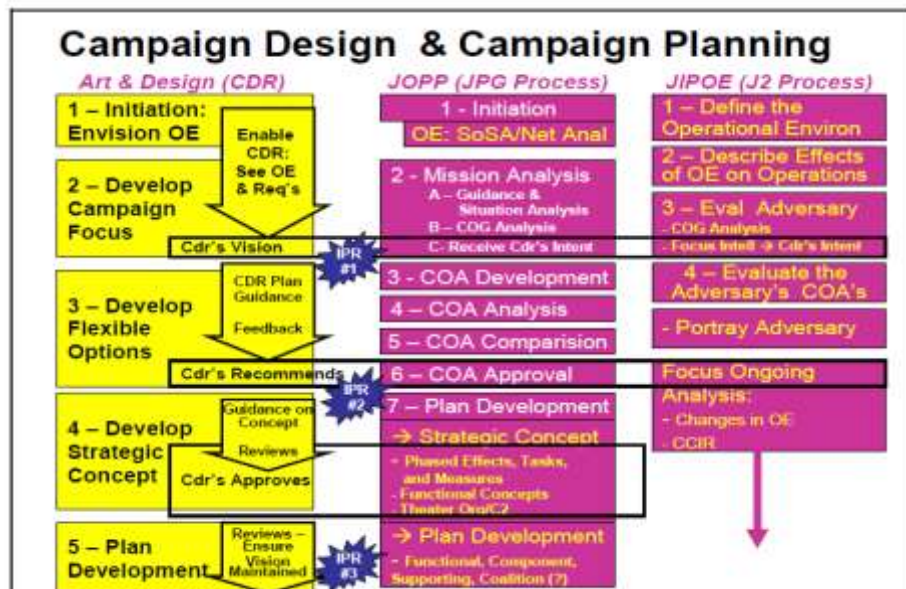 Campaign Design & Campaign Planning
Art & Design (CDR)
1 – Initiation:
Envision OE
Enable
CDR:
See OE
& Req's
2 – Develop
Campaign
Focus
Cdr's Vision
CDR Plan
Guidance
Feedback
3 – Develop
Flexible
Options
Cdr's Recommends
Guidance on
Concept
Reviews
4 – Develop
Strategic
Concept
Cdr's Approves
5 – Plan
Development
Reviews –
Ensure
Vision
Maintained
IPR
#1
IPR
#2
IPR
#3
JOPP (JPG Process)
1 - Initiation
OE: SoSA/Net Anal
2 - Mission Analysis
A – Guidance &
Situation Analysis
B – COG Analysis
C- Receive Cdr's Intent
3 - COA Development
4 – COA Analysis
5 – COA Comparision
6 – COA Approval
7 – Plan Development
→ Strategic Concept
- Phased Effects, Tasks,
and Measures
- Functional Concepts
- Theater Oro/C2
→ Plan Development
- Functional, Component,
Supporting, Coalition (?)
JIPOE (J2 Process)
1 – Define the
Operational Environ
2 – Describe Effects
of OE on Operations
3 – Eval Adversary
- COG Analysis
- Focus Intell → Cdr's Intent
4 – Evaluate the
Adversary's COA's
- Portray Adversary
Focus Ongoing
Analysis:
- Changes in OE
- CCIR